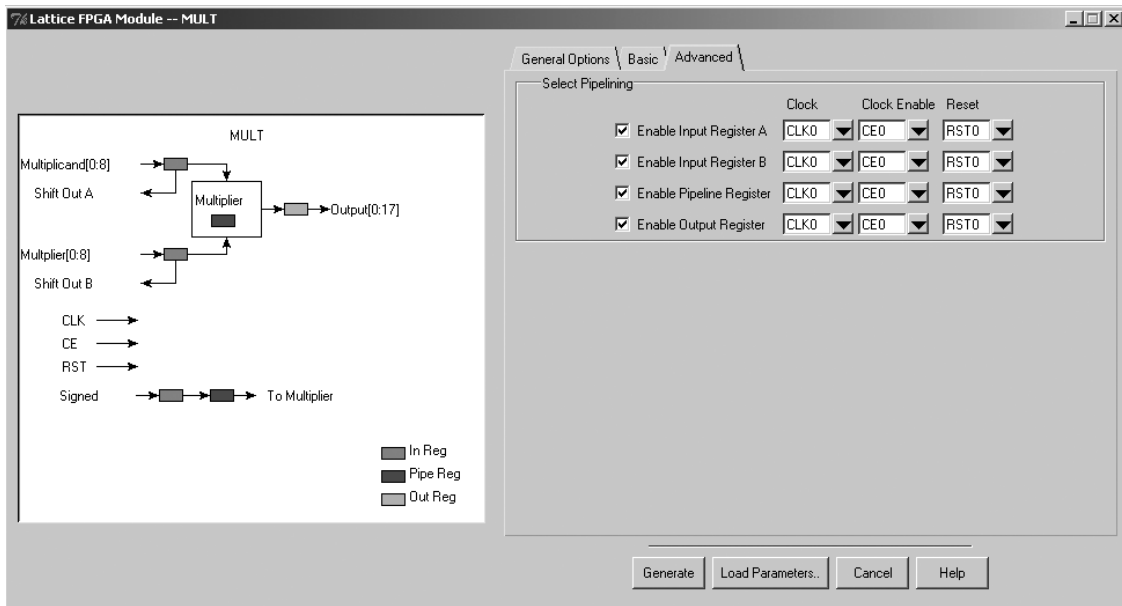 Lattice FPGA Module -- MULT
General Options Basic Advanced
Select Pipelining
Clock Clock Enable Reset
Enable Input Register A CLK0 CE0 RST0
Enable Input Register B CLK0 CE0 RST0
Enable Pipeline Register CLK0 CE0 RST0
Enable Output Register CLK0 CE0 RST0
MULT
Multiplicand[0:8]
Shift Out A
Multiplier
Output[0:17]
Multplier[0:8]
Shift Out B
CLK
CE
RST
Signed To Multiplier
In Reg
Pipe Reg
Out Reg
Generate Load Parameters.. Cancel Help